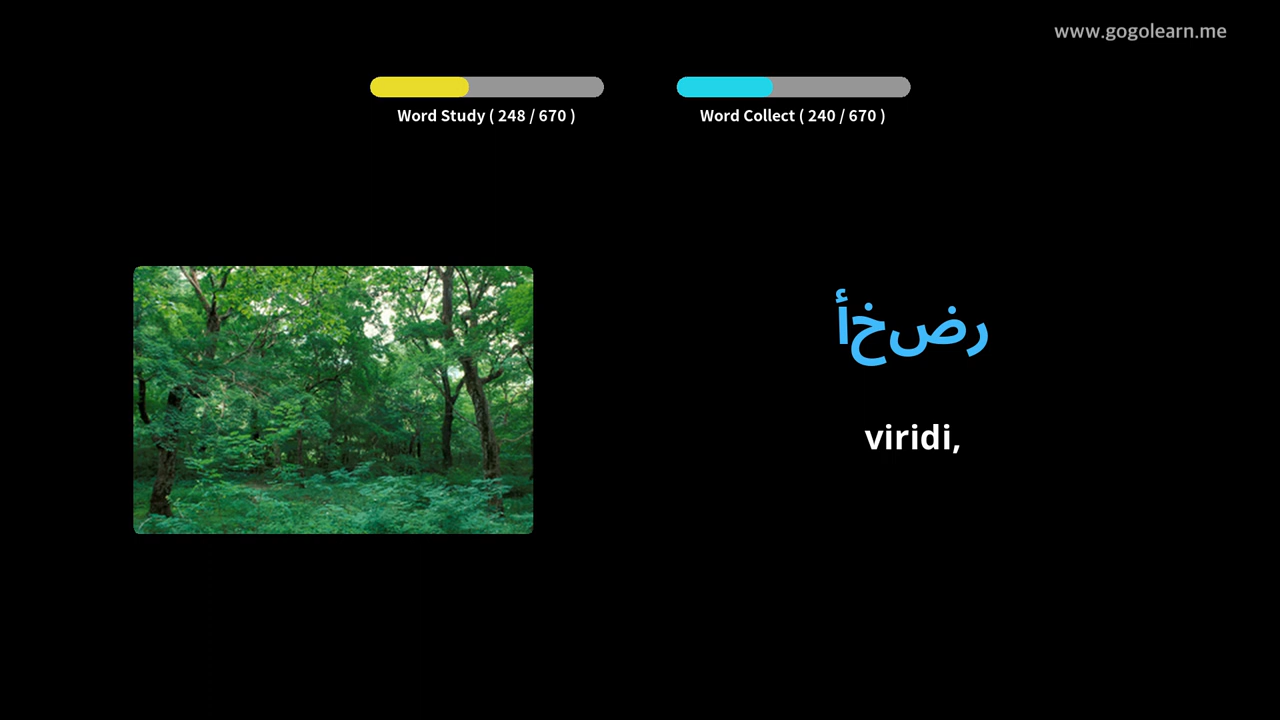 www.gogolearn.me
Word Study ( 248 / 670 )
Word Collect ( 240 / 670 )
أخضر
viridi,